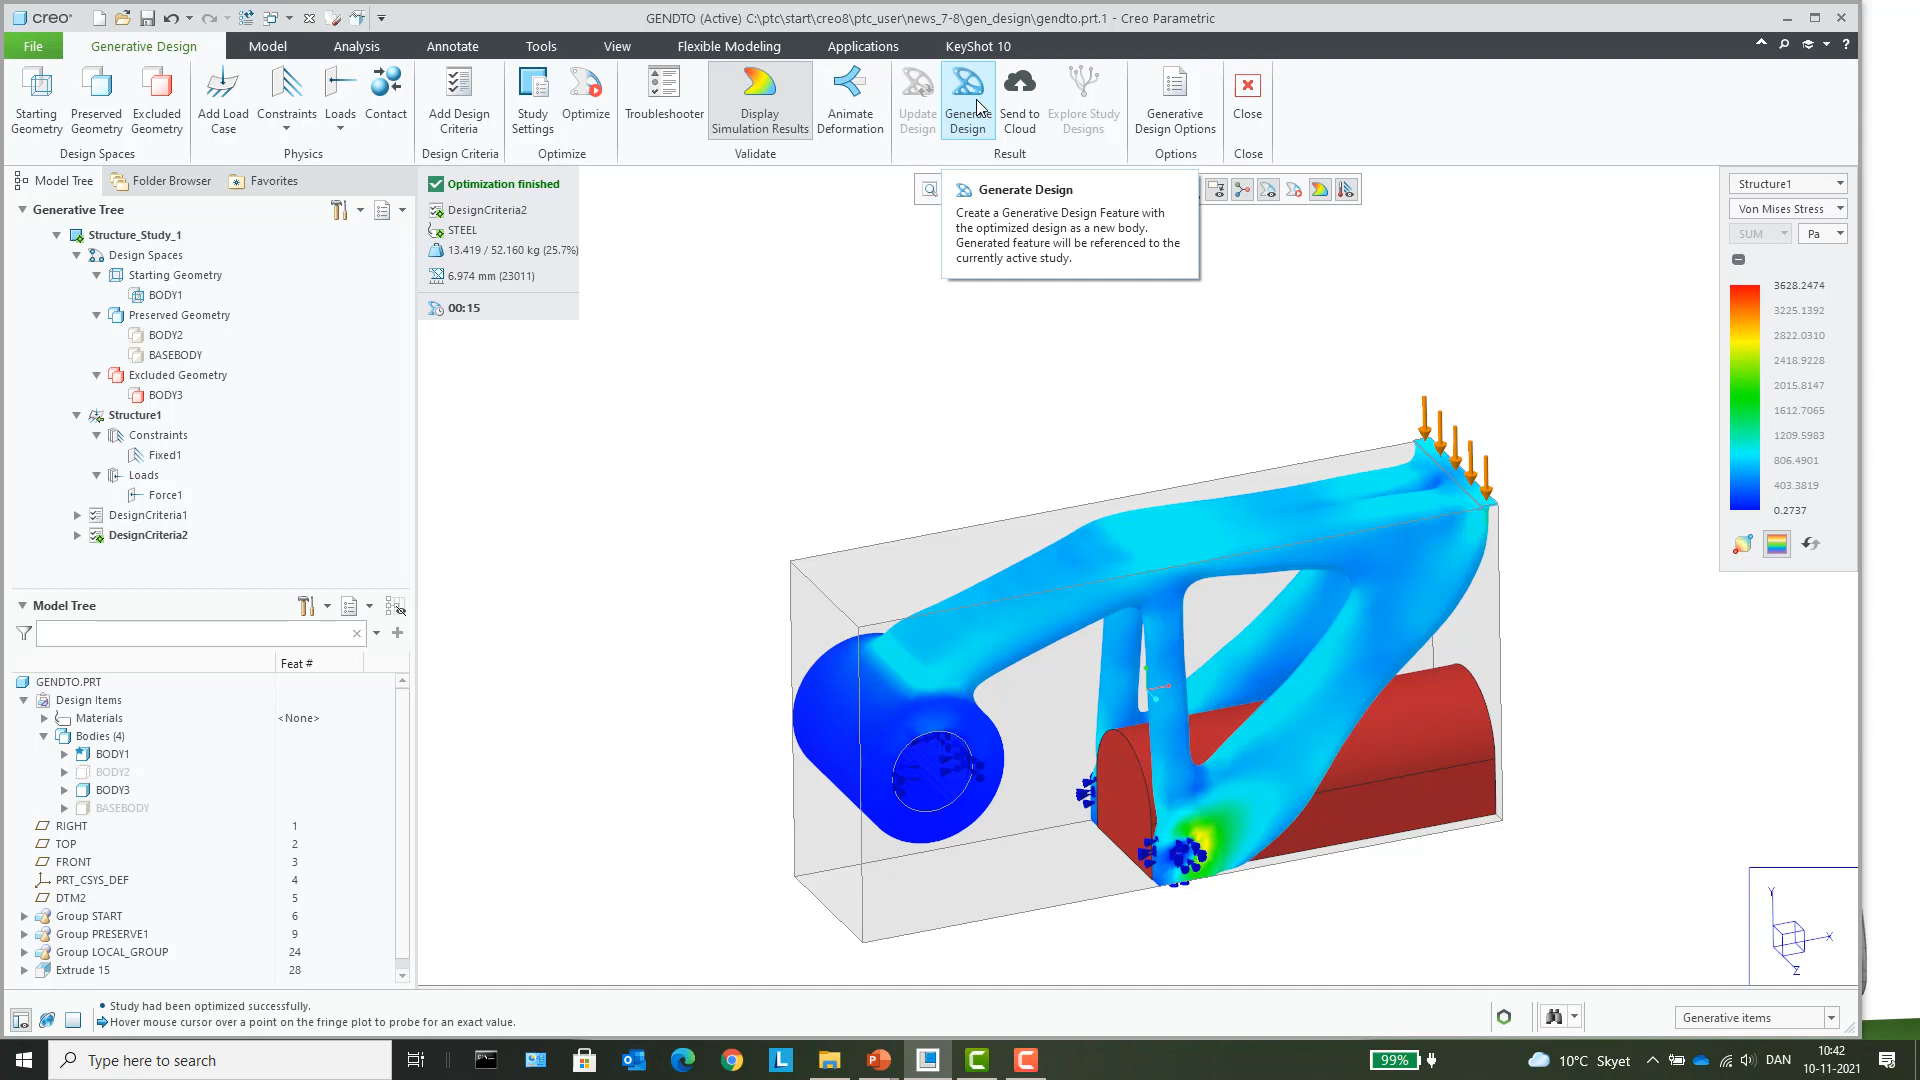 creo
GENDTO (Active) C:\ptc\start\creo8\ptc_user\news_7-8\gen_design\gendto.prt.1 - Creo Parametric
File
Generative Design
Model
Analysis
Annotate
Tools
View
Flexible Modeling
Applications
KeyShot 10
Starting Geometry
Preserved Geometry
Excluded Geometry
Add Load Case
Constraints
Loads
Contact
Add Design Criteria
Study Settings
Optimize
Troubleshooter
Display Simulation Results
Animate Deformation
Update Design
Generate Design
Send to Cloud
Explore Study Designs
Generative Design Options
Close
Design Spaces
Physics
Design Criteria
Optimize
Validate
Result
Options
Close
Model Tree
Folder Browser
Favorites
Generative Tree
Structure_Study_1
Design Spaces
Starting Geometry
BODY1
Preserved Geometry
BODY2
BASEBODY
Excluded Geometry
BODY3
Structure1
Constraints
Fixed1
Loads
Force1
DesignCriteria1
DesignCriteria2
Optimization finished
DesignCriteria2
STEEL
13.419 / 52.160 kg (25.7%)
6.974 mm (23011)
00:15
Generate Design
Create a Generative Design Feature with
the optimized design as a new body.
Generated feature will be referenced to the
currently active study.
Structure1
Von Mises Stress
SUM
Pa
3628.2474
3225.1392
2822.0310
2418.9228
2015.8147
1612.7065
1209.5983
806.4901
403.3819
0.2737
Model Tree
Feat #
GENDTO.PRT
Design Items
Materials <None>
Bodies (4)
BODY1
BODY2
BODY3
BASEBODY
RIGHT 1
TOP 2
FRONT 3
PRT_CSYS_DEF 4
DTM2 5
Group START 6
Group PRESERVE1 9
Group LOCAL_GROUP 24
Extrude 15 28
Y
X
Z
Study had been optimized successfully.
Hover mouse cursor over a point on the fringe plot to probe for an exact value.
Generative items
Type here to search
99%
10°C Skyet
DAN
10:42
10-11-2021